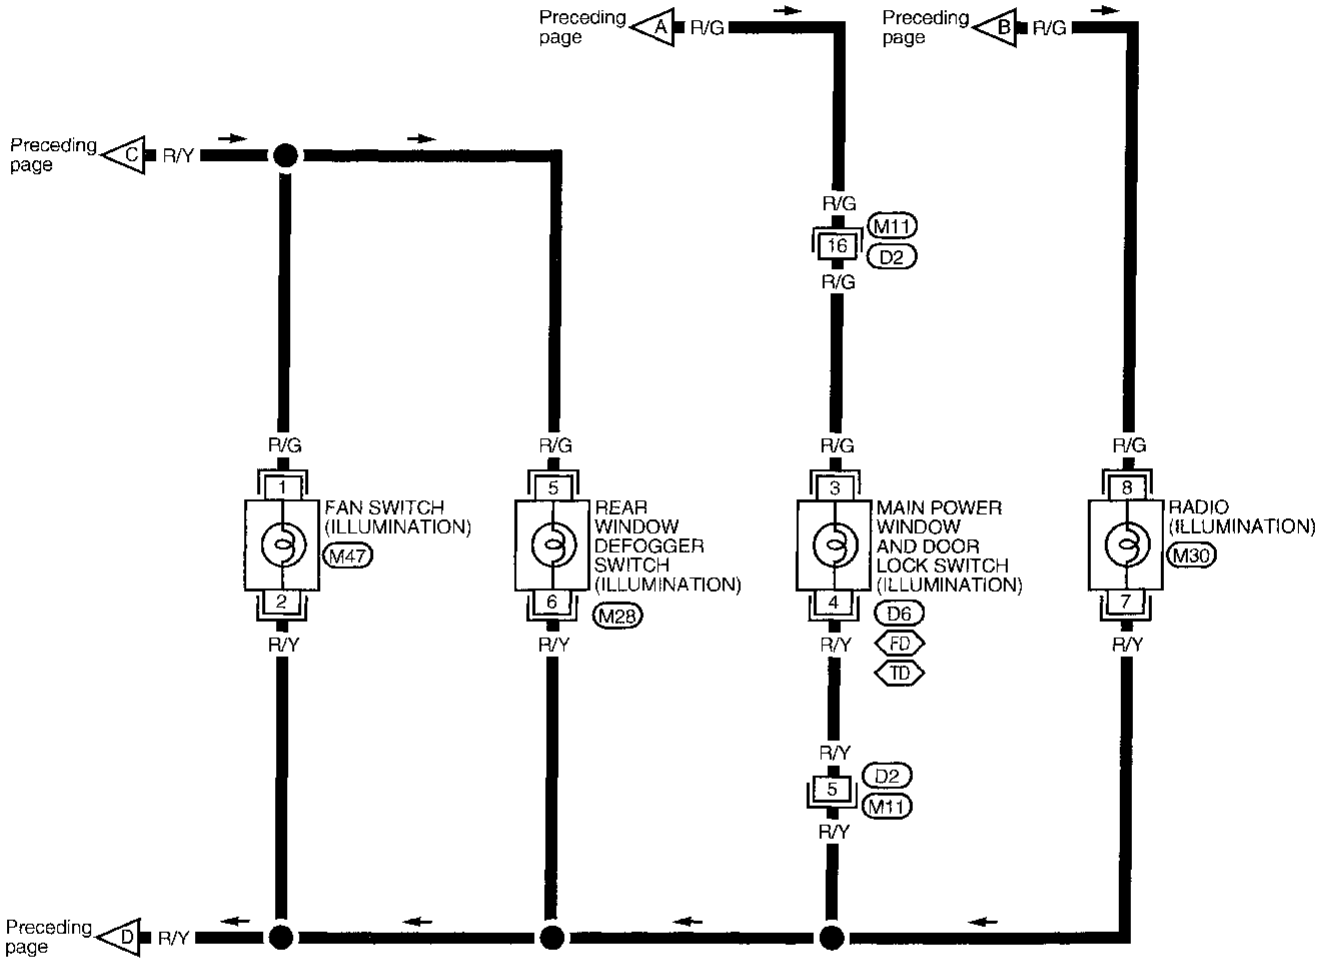 Preceding page A R/G
Preceding page B R/G
Preceding page C R/Y
R/G
16
M11
D2
R/G
R/G
R/G
R/G
R/G
1
FAN SWITCH
(ILLUMINATION)
M47
2
R/Y
5
REAR
WINDOW
DEFOGGER
SWITCH
(ILLUMINATION)
M28
6
R/Y
3
MAIN POWER
WINDOW
AND DOOR
LOCK SWITCH
(ILLUMINATION)
4
D6
FD
TD
R/Y
8
RADIO
(ILLUMINATION)
M30
7
R/Y
R/Y
5
D2
M11
R/Y
Preceding page D R/Y